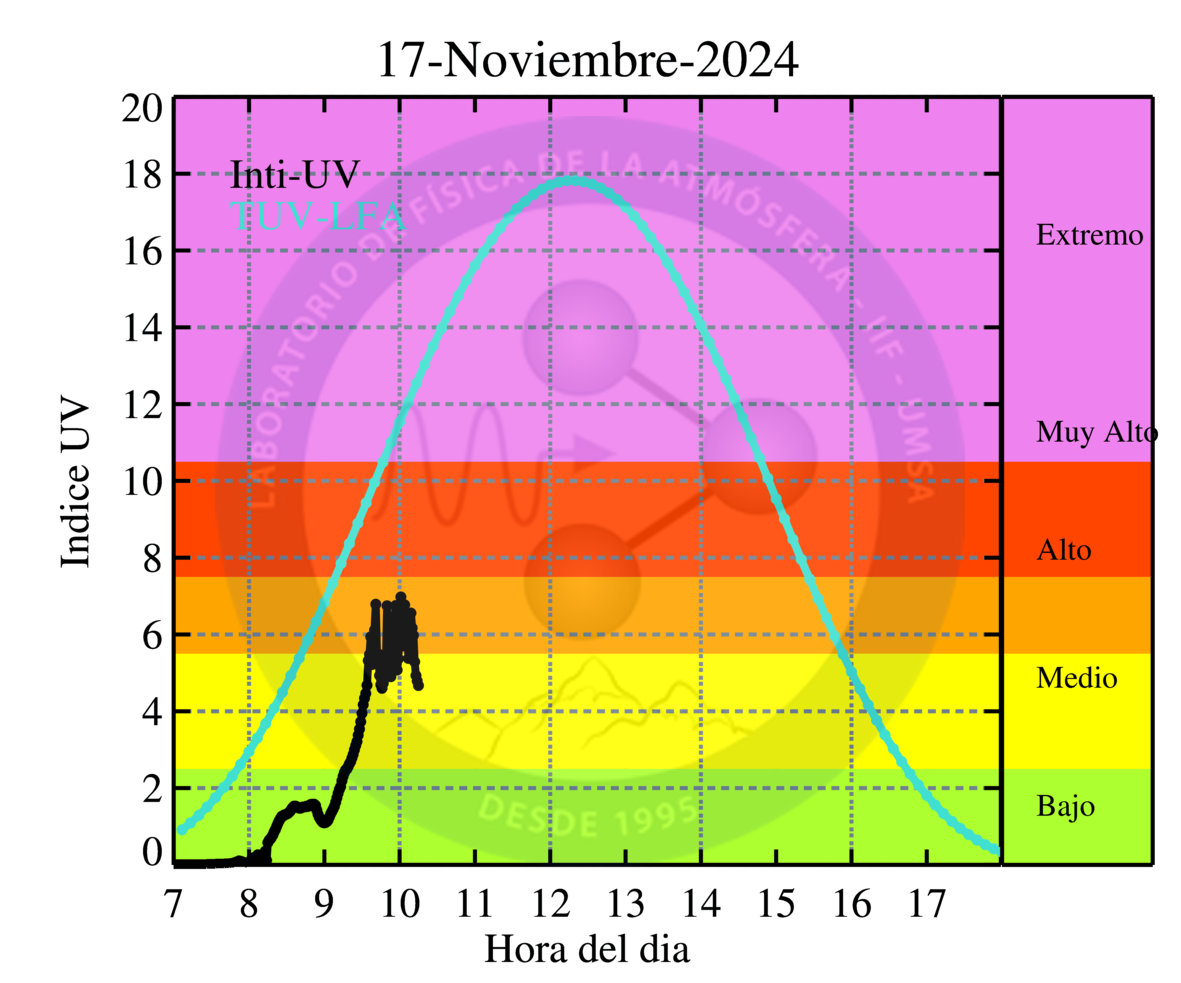 17-Noviembre-2024
20
18
16
14
12
10
8
6
4
2
0
Indice UV
Inti-UV
TUV-LFA
LABORATORIO DE FÍSICA DE LA ATMÓSFERA - IIF - UMSA
DESDE 1995
Extremo
Muy Alto
Alto
Medio
Bajo
7 8 9 10 11 12 13 14 15 16 17
Hora del dia